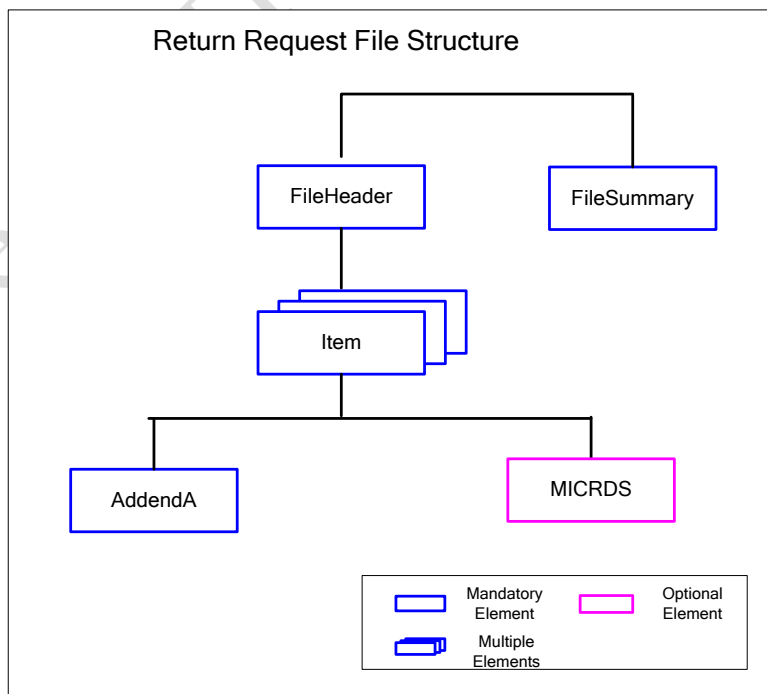 Return Request File Structure
FileHeader
FileSummary
Item
AddendA
MICRDS
Mandatory
Element
Optional
Element
Multiple
Elements